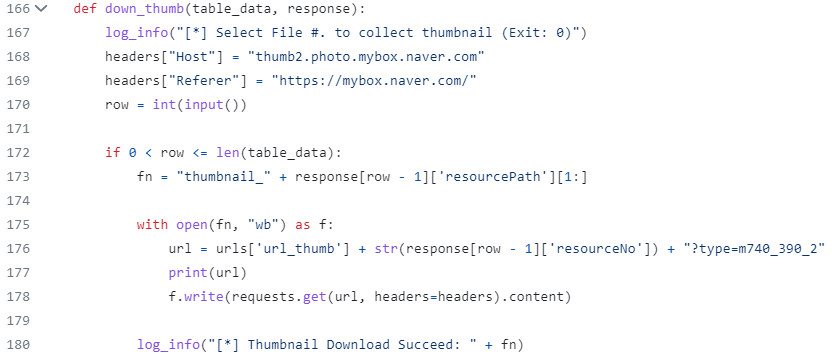 166 def down_thumb(table_data, response):
167     log_info("[*] Select File #. to collect thumbnail (Exit: 0)")
168     headers["Host"] = "thumb2.photo.mybox.naver.com"
169     headers["Referer"] = "https://mybox.naver.com/"
170     row = int(input())
171
172     if 0 < row <= len(table_data):
173         fn = "thumbnail_" + response[row - 1]['resourcePath'][1:]
174
175         with open(fn, "wb") as f:
176             url = urls['url_thumb'] + str(response[row - 1]['resourceNo']) + "?type=m740_390_2"
177             print(url)
178             f.write(requests.get(url, headers=headers).content)
179
180         log_info("[*] Thumbnail Download Succeed: " + fn)